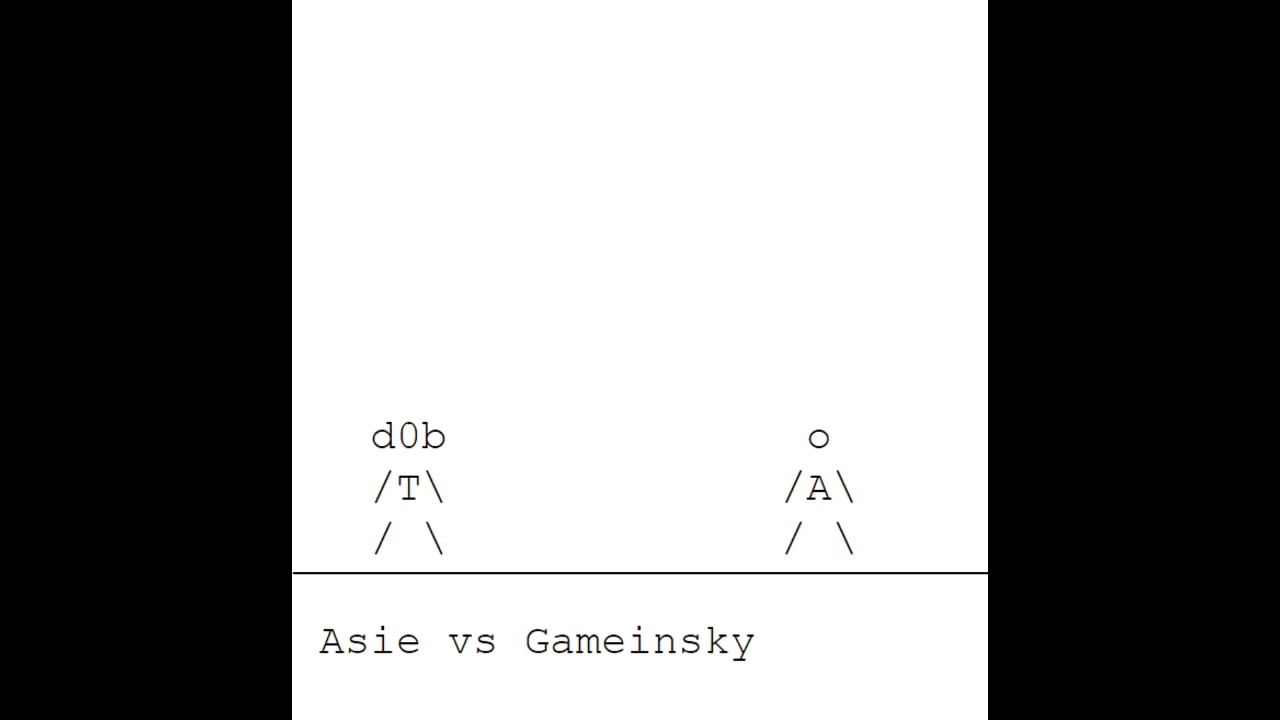 d0b o
/T\ /A\
/ \ / \
Asie vs Gameinsky